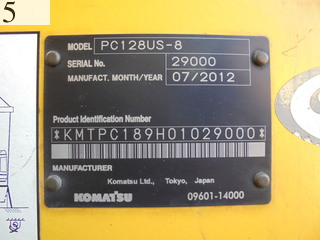 5
MODEL PC128US-8
SERIAL No. 29000
MANUFACT. MONTH/YEAR 07/2012
Product Identification Number
*KMTPC189H01029000*
MANUFACTURER
Komatsu Ltd., Tokyo, Japan
KOMATSU 09601-14000